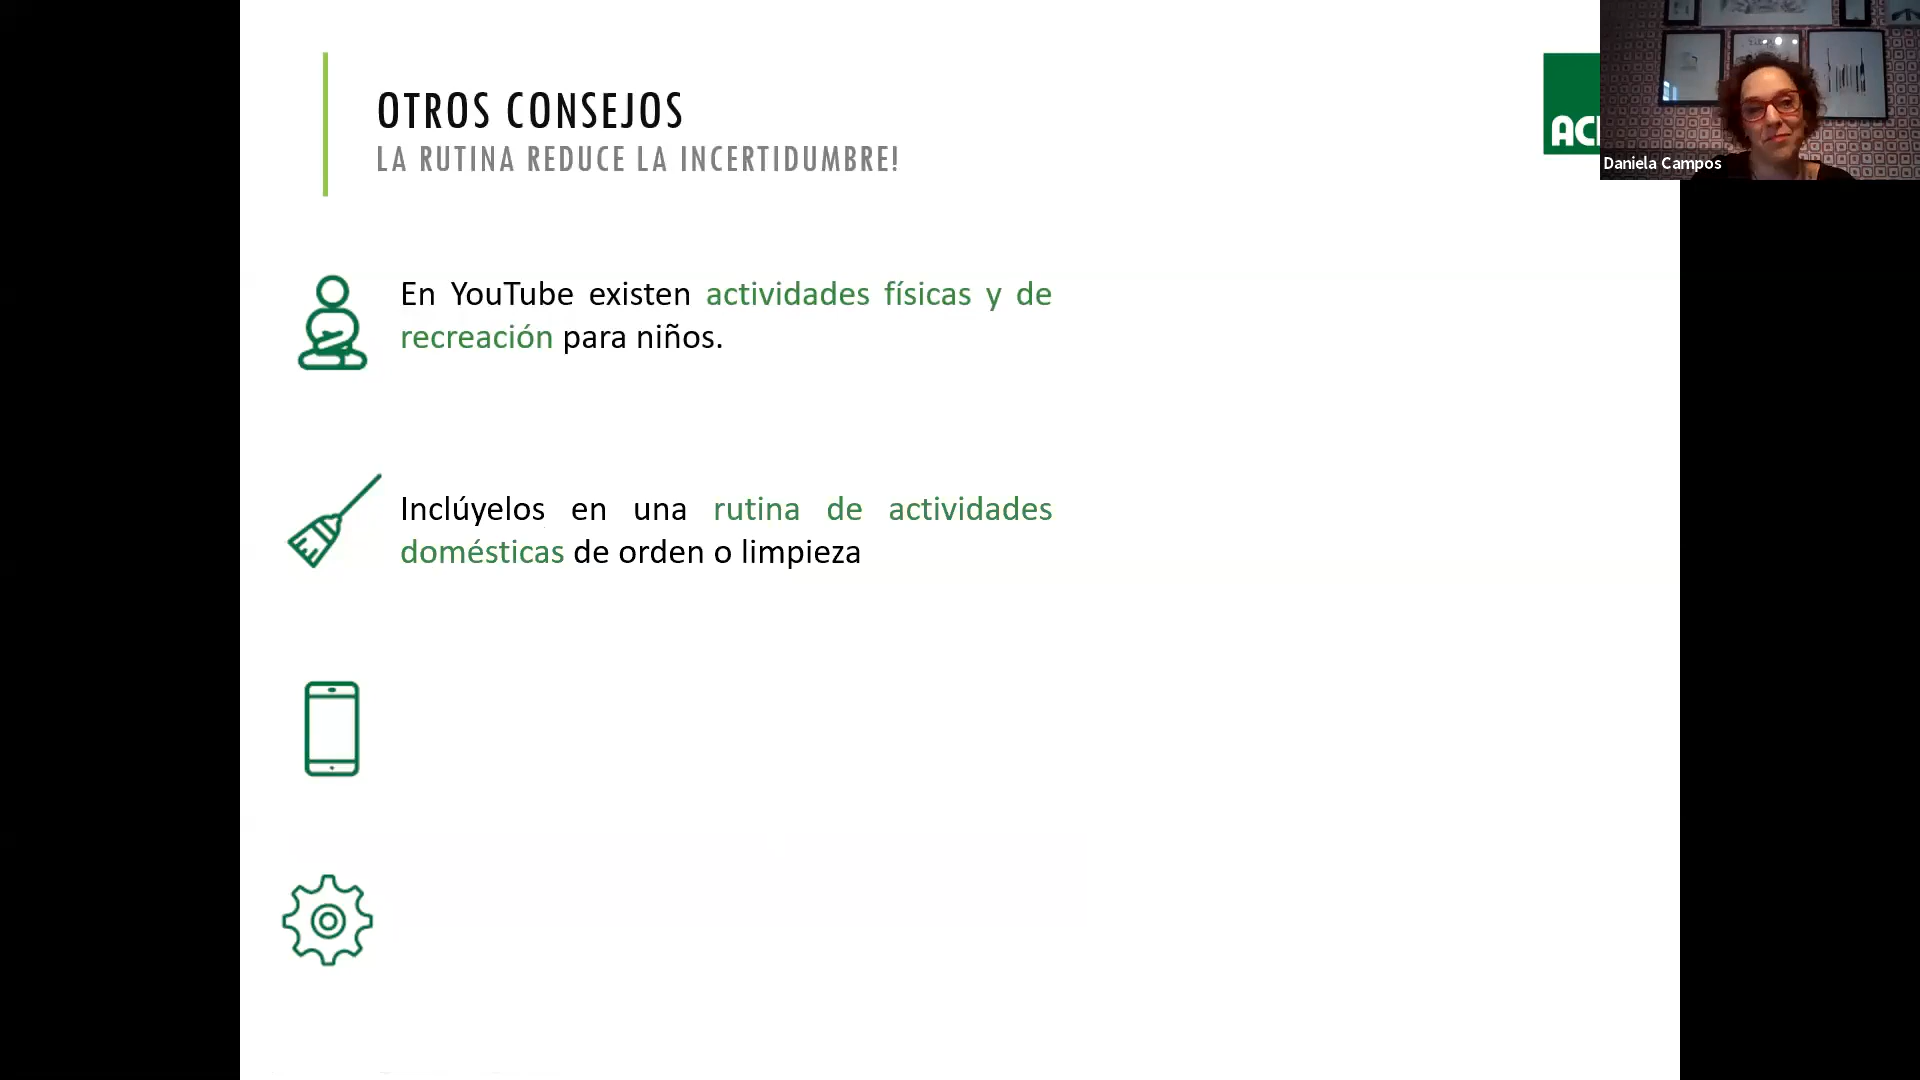 OTROS CONSEJOS
LA RUTINA REDUCE LA INCERTIDUMBRE!
Daniela Campos
En YouTube existen actividades físicas y de
recreación para niños.
Inclúyelos en una rutina de actividades
domésticas de orden o limpieza